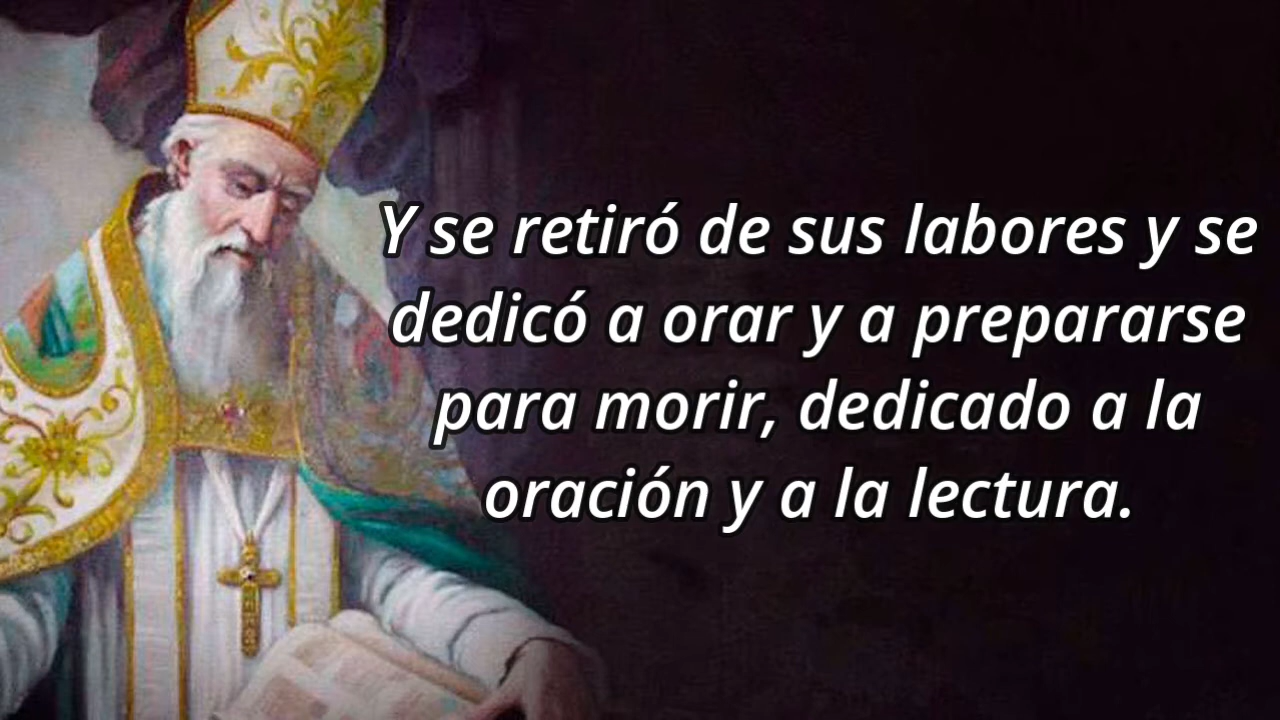 Y se retiró de sus labores y se
dedicó a orar y a prepararse
para morir, dedicado a la
oración y a la lectura.